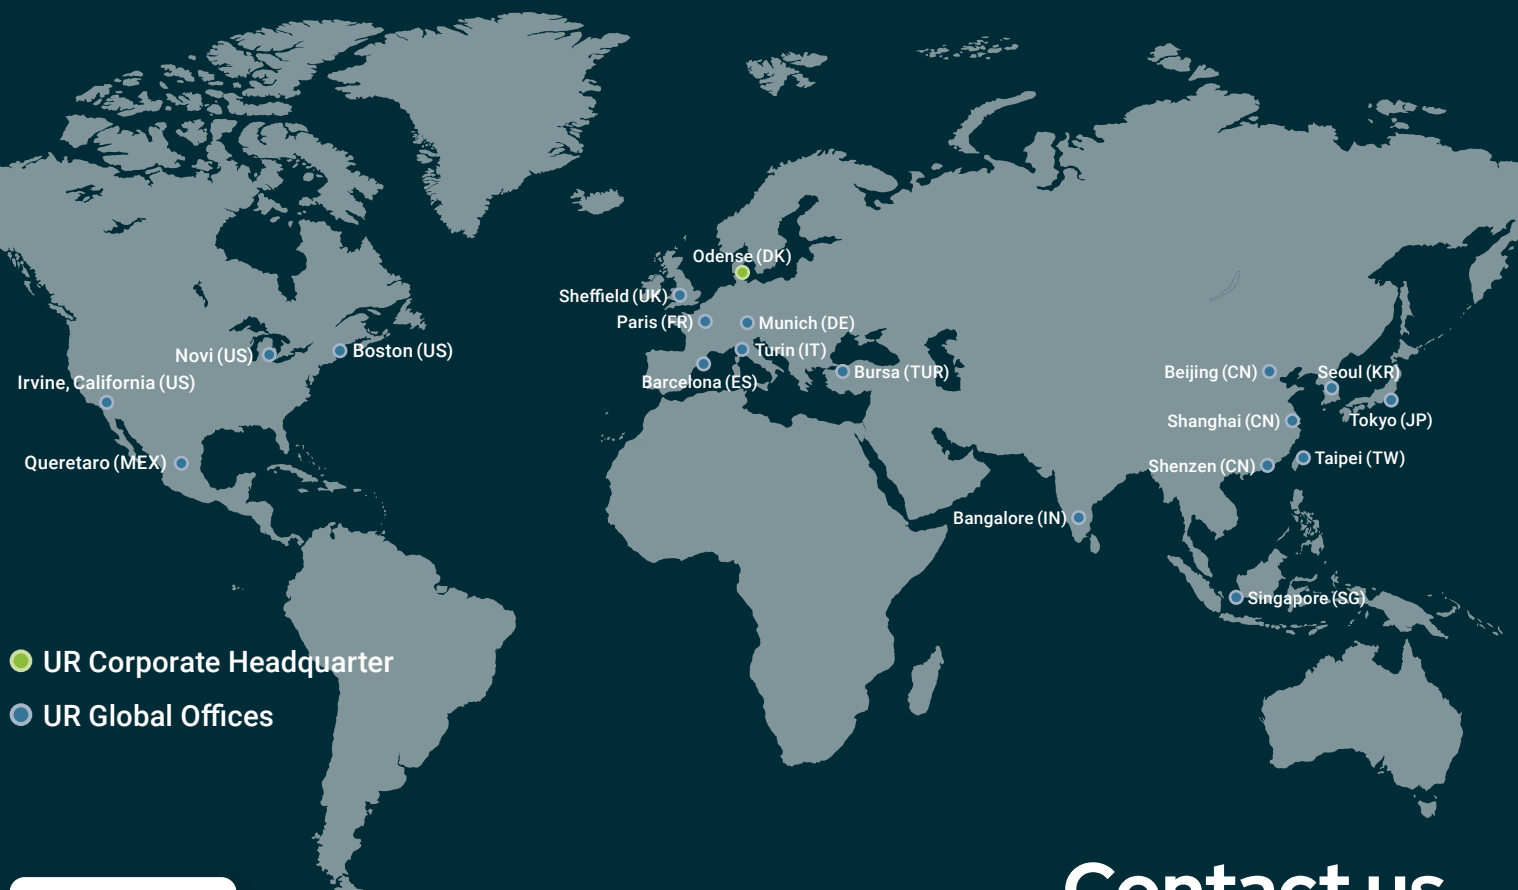 Odense (DK)
Sheffield (UK)
Paris (FR)
Munich (DE)
Novi (US)
Boston (US)
Turin (IT)
Irvine, California (US)
Barcelona (ES)
Bursa (TUR)
Beijing (CN)
Seoul (KR)
Shanghai (CN)
Tokyo (JP)
Queretaro (MEX)
Shenzen (CN)
Taipei (TW)
Bangalore (IN)
Singapore (SG)
UR Corporate Headquarter
UR Global Offices
Contact us